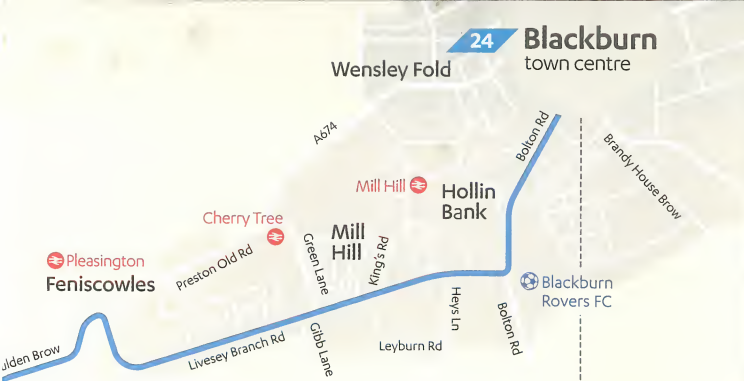 24
Blackburn
town centre
Wensley Fold
A674
Bolton Rd
Brandy House Brow
Mill Hill
Hollin
Bank
Cherry Tree
Mill
Hill
Green Lane
King's Rd
Pleasington
Feniscowles
Preston Old Rd
Blackburn
Rovers FC
Heys Ln
Bolton Rd
Livesey Branch Rd
Gibb Lane
Leyburn Rd
Brow